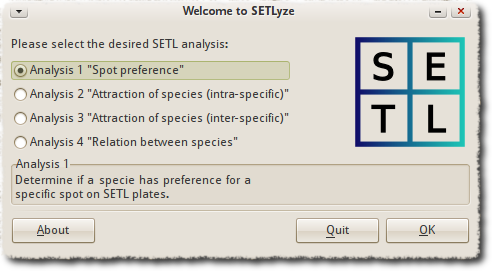 Welcome to SETLyze
Please select the desired SETL analysis:
Analysis 1 "Spot preference"
Analysis 2 "Attraction of species (intra-specific)"
Analysis 3 "Attraction of species (inter-specific)"
Analysis 4 "Relation between species"
S E
T L
Analysis 1
Determine if a specie has preference for a
specific spot on SETL plates.
About Quit OK